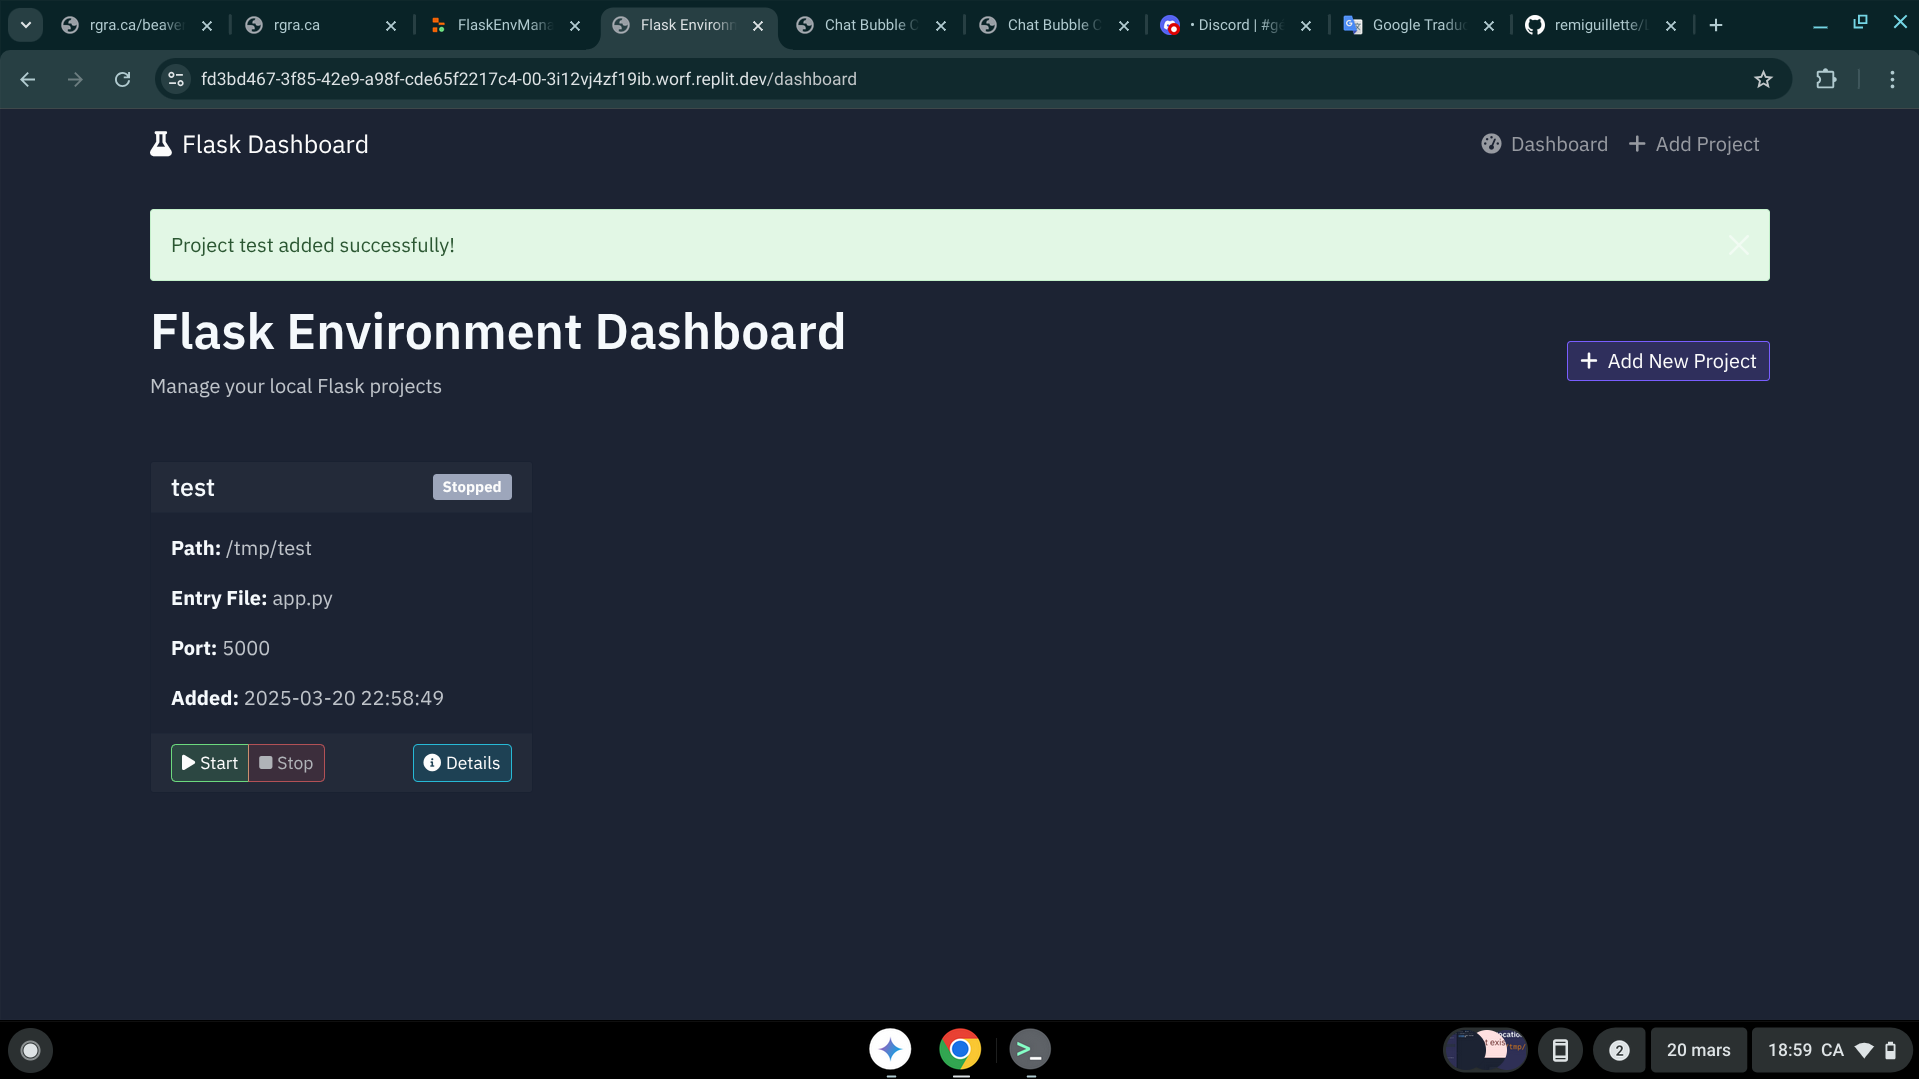 rgra.ca/beave
rgra.ca
FlaskEnvMana
Flask Environm
Chat Bubble C
Chat Bubble C
• Discord | #gé
Google Traduc
remiguillette/
fd3bd467-3f85-42e9-a98f-cde65f2217c4-00-3i12vj4zf19ib.worf.replit.dev/dashboard
Flask Dashboard
Dashboard
Add Project
Project test added successfully!
Flask Environment Dashboard
Manage your local Flask projects
Add New Project
test
Stopped
Path: /tmp/test
Entry File: app.py
Port: 5000
Added: 2025-03-20 22:58:49
Start
Stop
Details
2
20 mars
18:59 CA